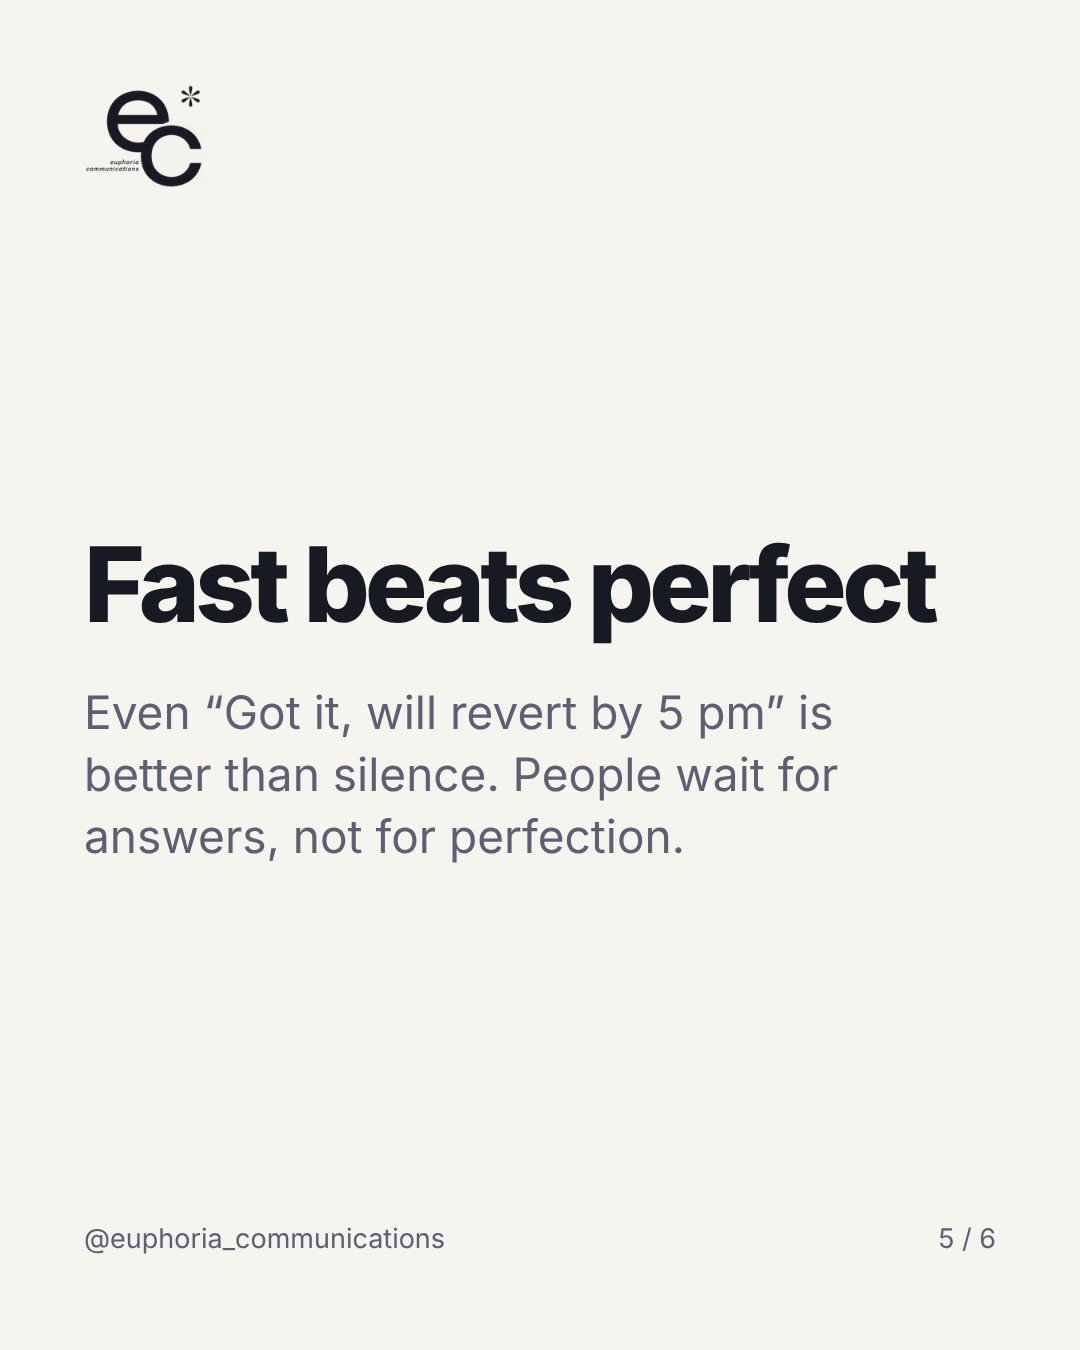 ec*
euphoria
communications
Fast beats perfect
Even “Got it, will revert by 5 pm” is
better than silence. People wait for
answers, not for perfection.
@euphoria_communications
5 / 6